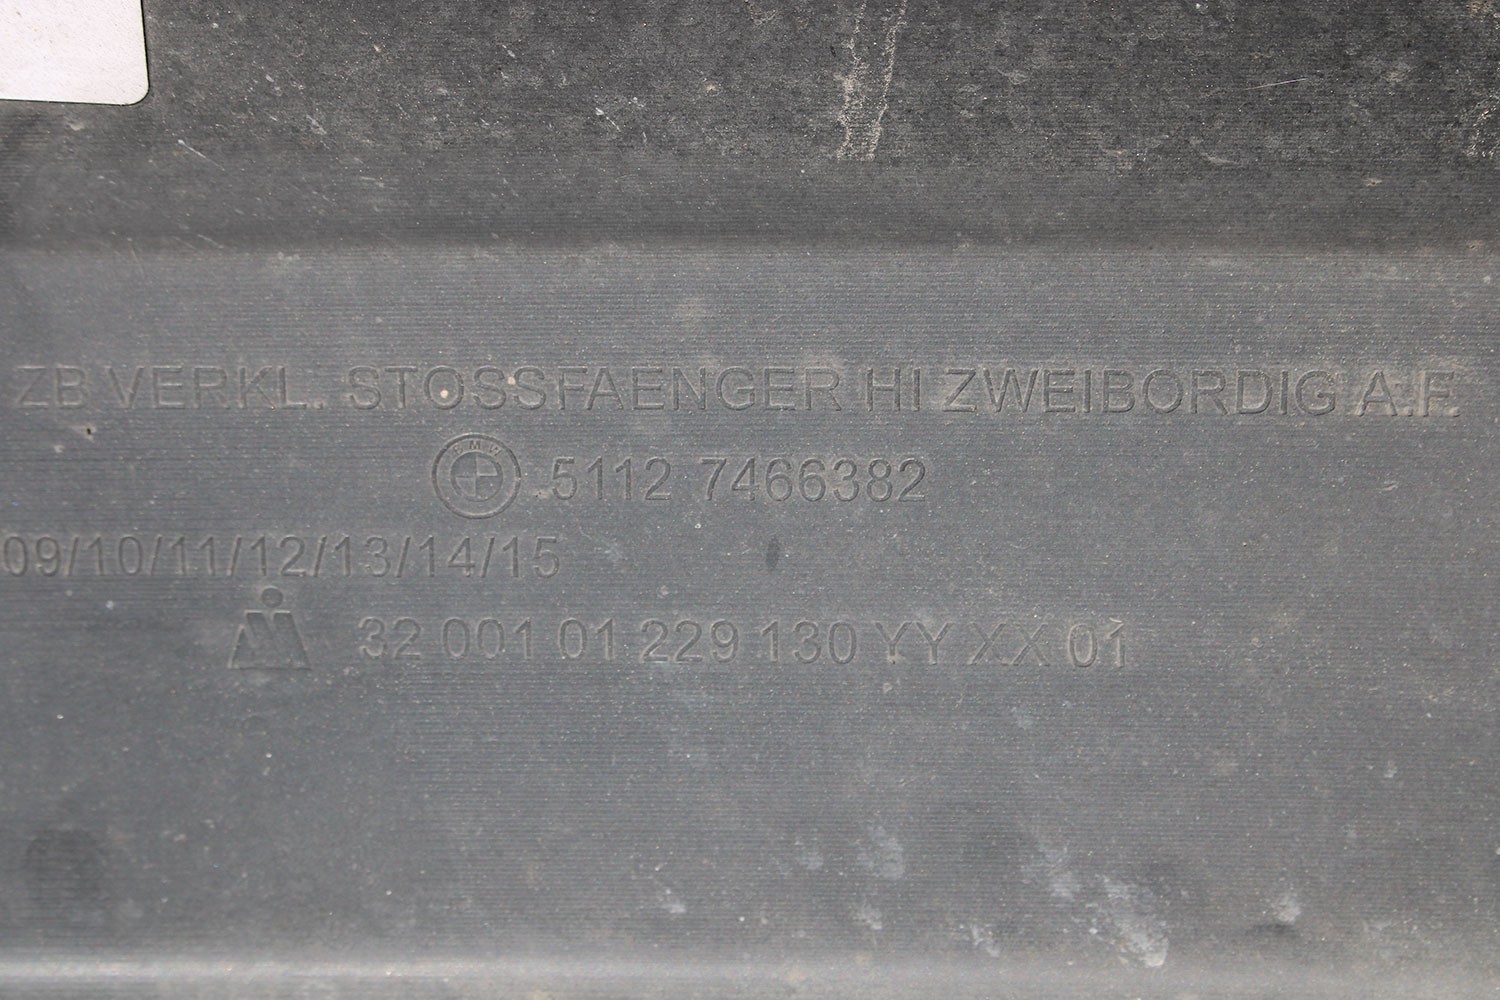 ZB VERKL. STOSSFAENGER HI ZWEIBORDIG A.F.
BMW 5112 7466382
09/10/11/12/13/14/15
32 001 01 229 130 YY XX 01